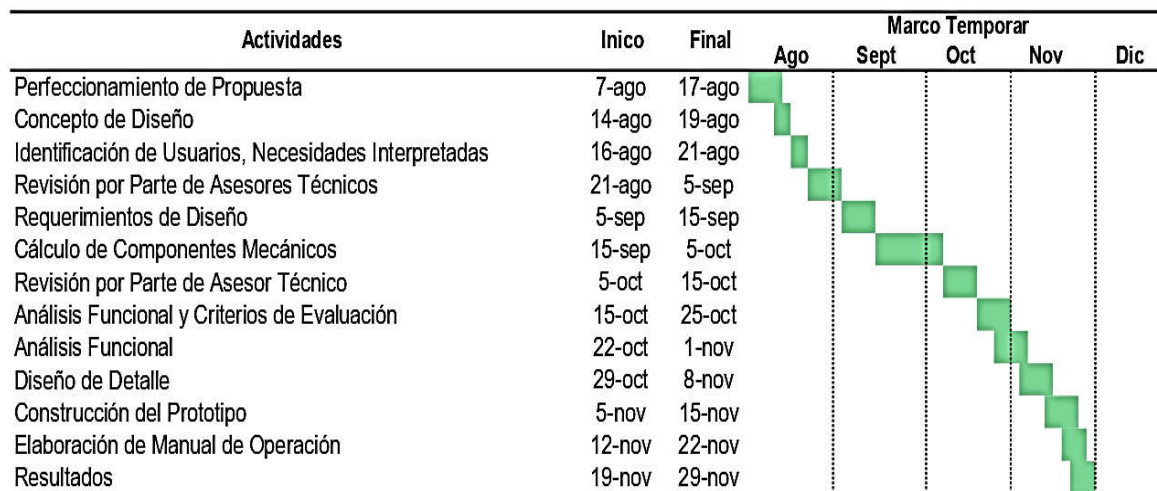 Actividades Inico Final Marco Temporar
Ago Sept Oct Nov Dic
Perfeccionamiento de Propuesta 7-ago 17-ago
Concepto de Diseño 14-ago 19-ago
Identificación de Usuarios, Necesidades Interpretadas 16-ago 21-ago
Revisión por Parte de Asesores Técnicos 21-ago 5-sep
Requerimientos de Diseño 5-sep 15-sep
Cálculo de Componentes Mecánicos 15-sep 5-oct
Revisión por Parte de Asesor Técnico 5-oct 15-oct
Análisis Funcional y Criterios de Evaluación 15-oct 25-oct
Análisis Funcional 22-oct 1-nov
Diseño de Detalle 29-oct 8-nov
Construcción del Prototipo 5-nov 15-nov
Elaboración de Manual de Operación 12-nov 22-nov
Resultados 19-nov 29-nov